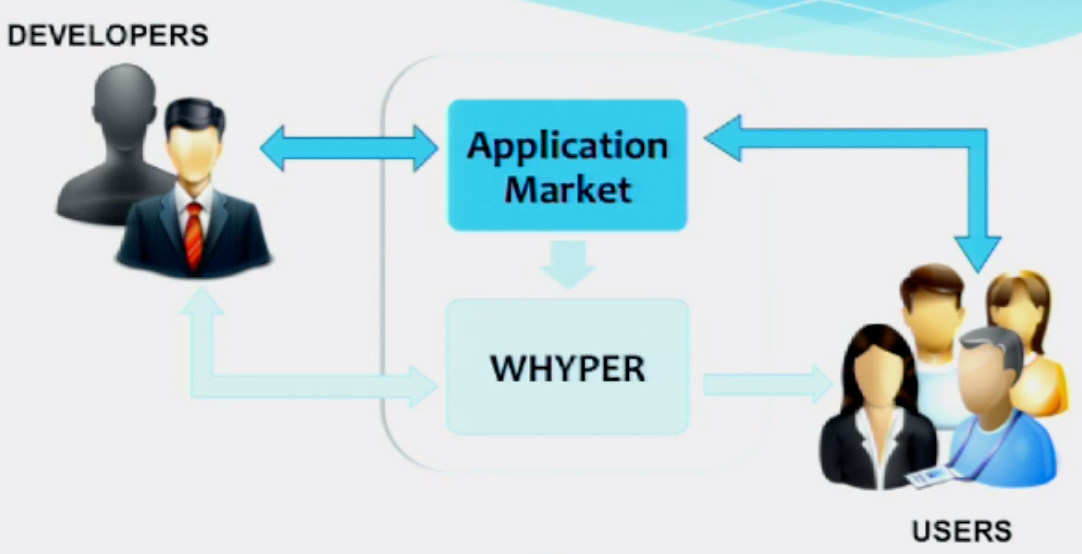 DEVELOPERS
Application
Market
WHYPER
USERS